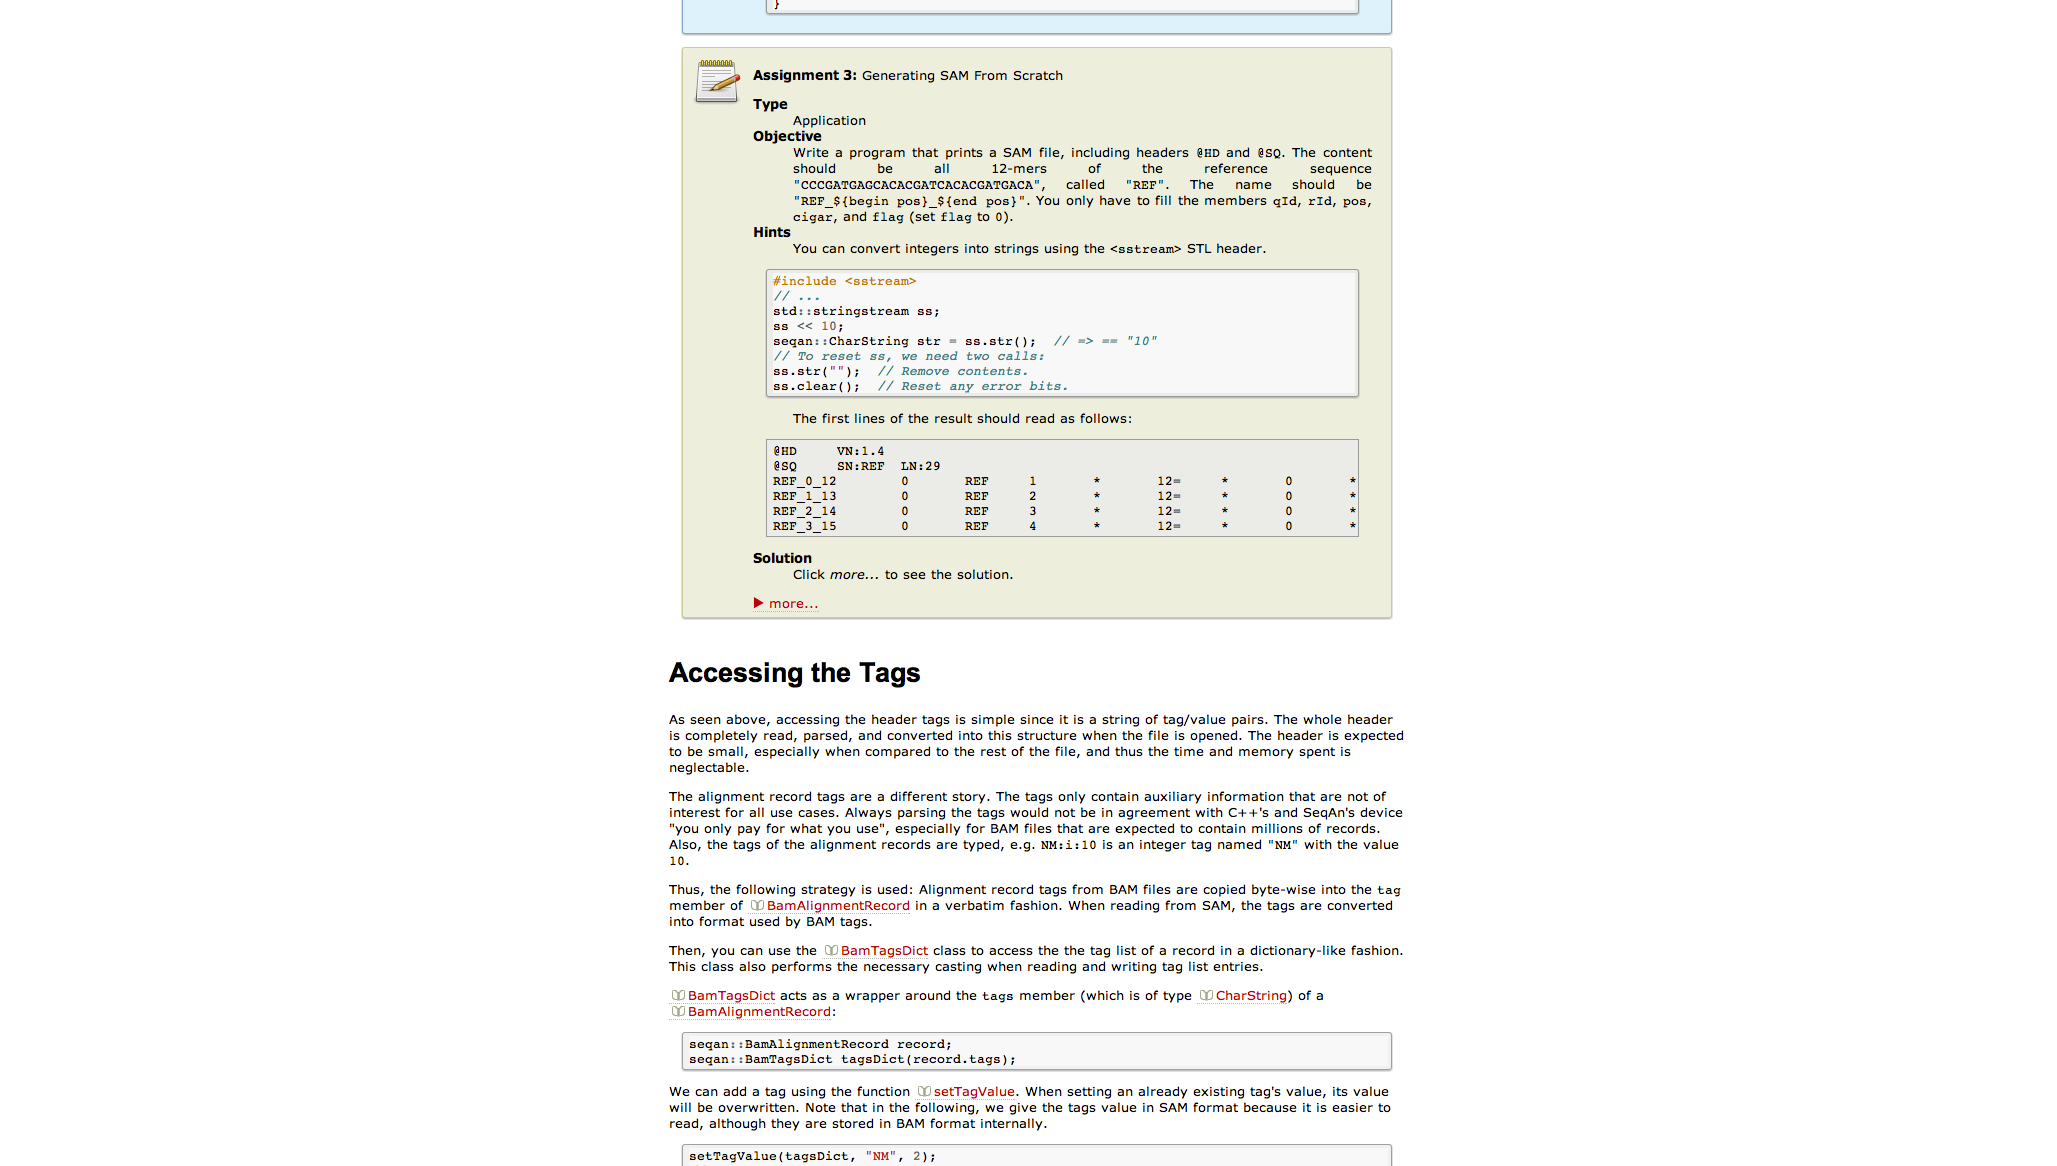 }
Assignment 3: Generating SAM From Scratch
Type
Application
Objective
Write a program that prints a SAM file, including headers @HD and @SQ. The content
should be all 12-mers of the reference sequence
"CCCGATGAGCACACGATCACACGATGACA", called "REF". The name should be
"REF_${begin pos}_${end pos}". You only have to fill the members qId, rId, pos,
cigar, and flag (set flag to 0).
Hints
You can convert integers into strings using the <sstream> STL header.
#include <sstream>
// ...
std::stringstream ss;
ss << 10;
seqan::CharString str = ss.str();  // => == "10"
// To reset ss, we need two calls:
ss.str("");  // Remove contents.
ss.clear();  // Reset any error bits.
The first lines of the result should read as follows:
@HD     VN:1.4
@SQ     SN:REF  LN:29
REF_0_12        0       REF     1       *       12=     *       0       *
REF_1_13        0       REF     2       *       12=     *       0       *
REF_2_14        0       REF     3       *       12=     *       0       *
REF_3_15        0       REF     4       *       12=     *       0       *
Solution
Click more... to see the solution.
more...
Accessing the Tags
As seen above, accessing the header tags is simple since it is a string of tag/value pairs. The whole header
is completely read, parsed, and converted into this structure when the file is opened. The header is expected
to be small, especially when compared to the rest of the file, and thus the time and memory spent is
neglectable.
The alignment record tags are a different story. The tags only contain auxiliary information that are not of
interest for all use cases. Always parsing the tags would not be in agreement with C++'s and SeqAn's device
"you only pay for what you use", especially for BAM files that are expected to contain millions of records.
Also, the tags of the alignment records are typed, e.g. NM:i:10 is an integer tag named "NM" with the value
10.
Thus, the following strategy is used: Alignment record tags from BAM files are copied byte-wise into the tag
member of BamAlignmentRecord in a verbatim fashion. When reading from SAM, the tags are converted
into format used by BAM tags.
Then, you can use the BamTagsDict class to access the the tag list of a record in a dictionary-like fashion.
This class also performs the necessary casting when reading and writing tag list entries.
BamTagsDict acts as a wrapper around the tags member (which is of type CharString) of a
BamAlignmentRecord:
seqan::BamAlignmentRecord record;
seqan::BamTagsDict tagsDict(record.tags);
We can add a tag using the function setTagValue. When setting an already existing tag's value, its value
will be overwritten. Note that in the following, we give the tags value in SAM format because it is easier to
read, although they are stored in BAM format internally.
setTagValue(tagsDict, "NM", 2);